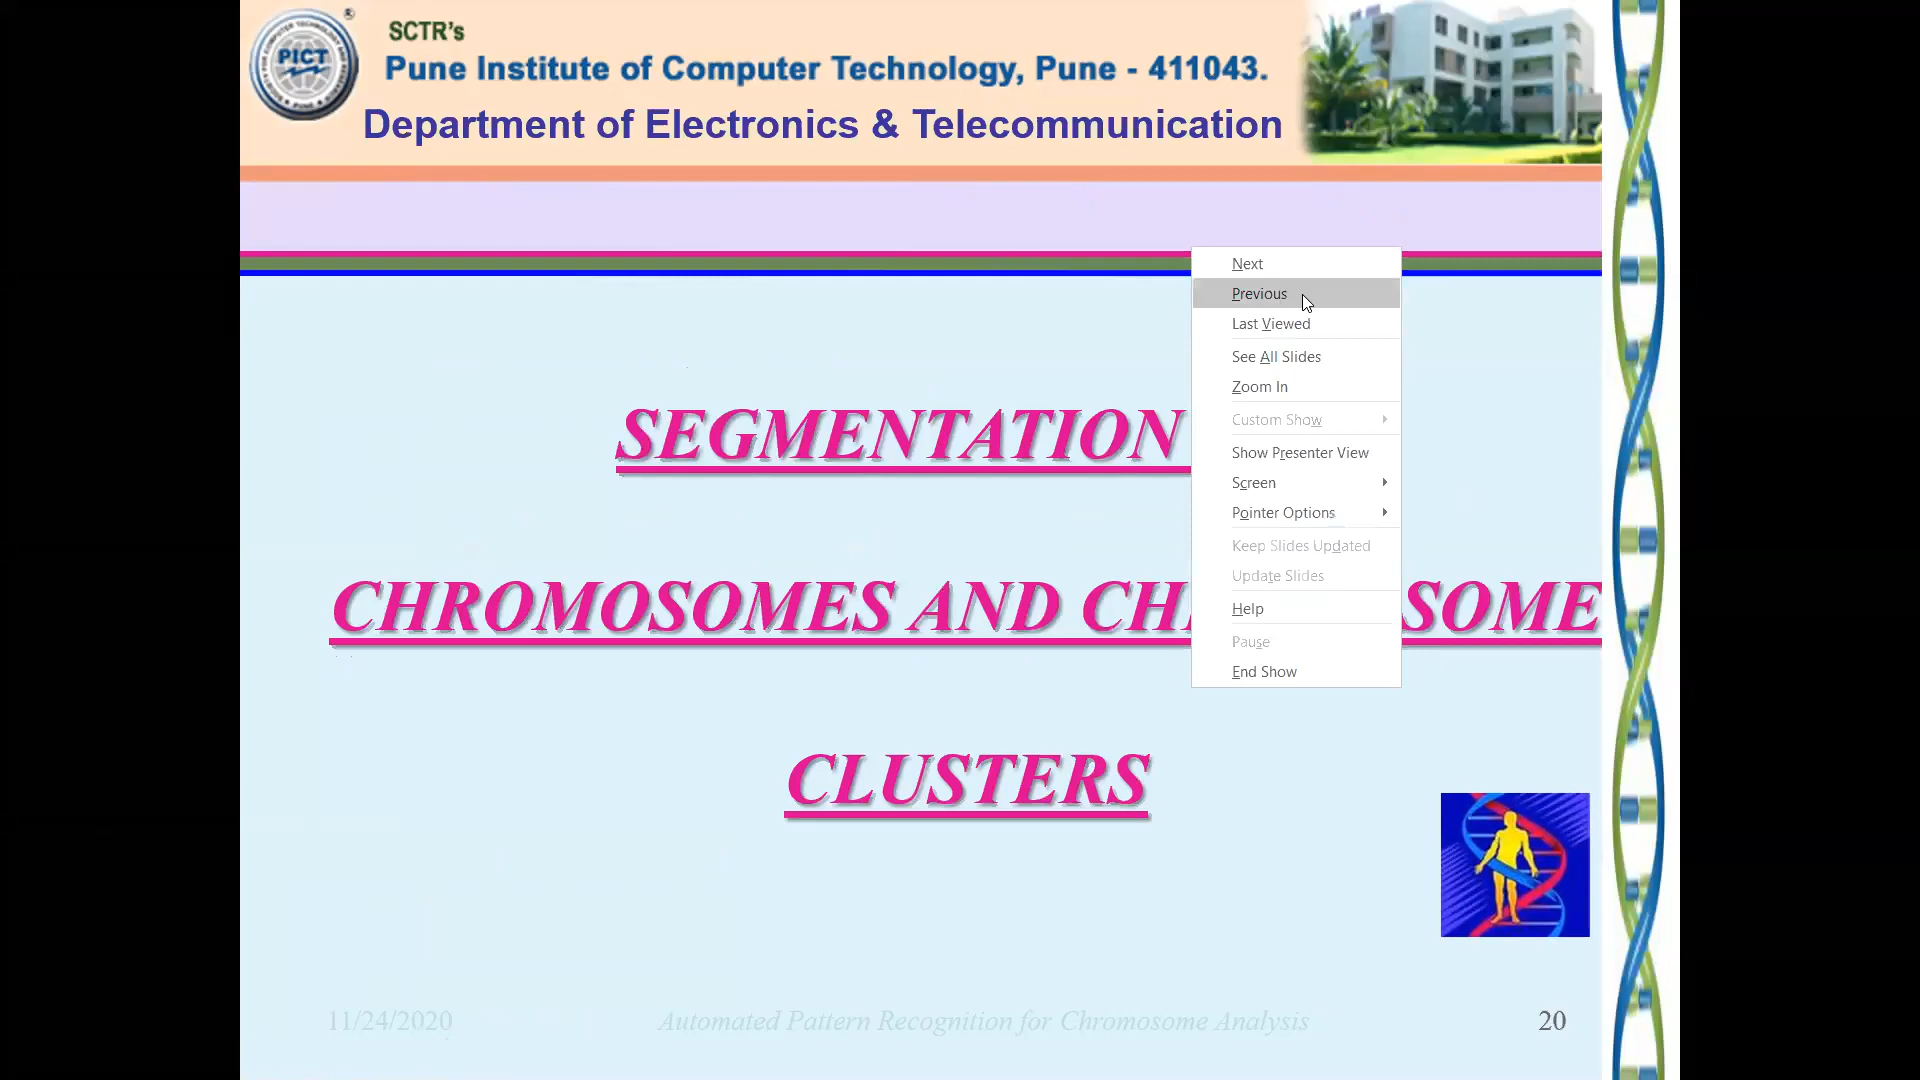 PICT
®
SCTR's
Pune Institute of Computer Technology, Pune - 411043.
Department of Electronics & Telecommunication
Next
Previous
Last Viewed
See All Slides
Zoom In
Custom Show
Show Presenter View
Screen
Pointer Options
Keep Slides Updated
Update Slides
Help
Pause
End Show
SEGMENTATION
CHROMOSOMES AND CH SOME
CLUSTERS
11/24/2020
Automated Pattern Recognition for Chromosome Analysis
20